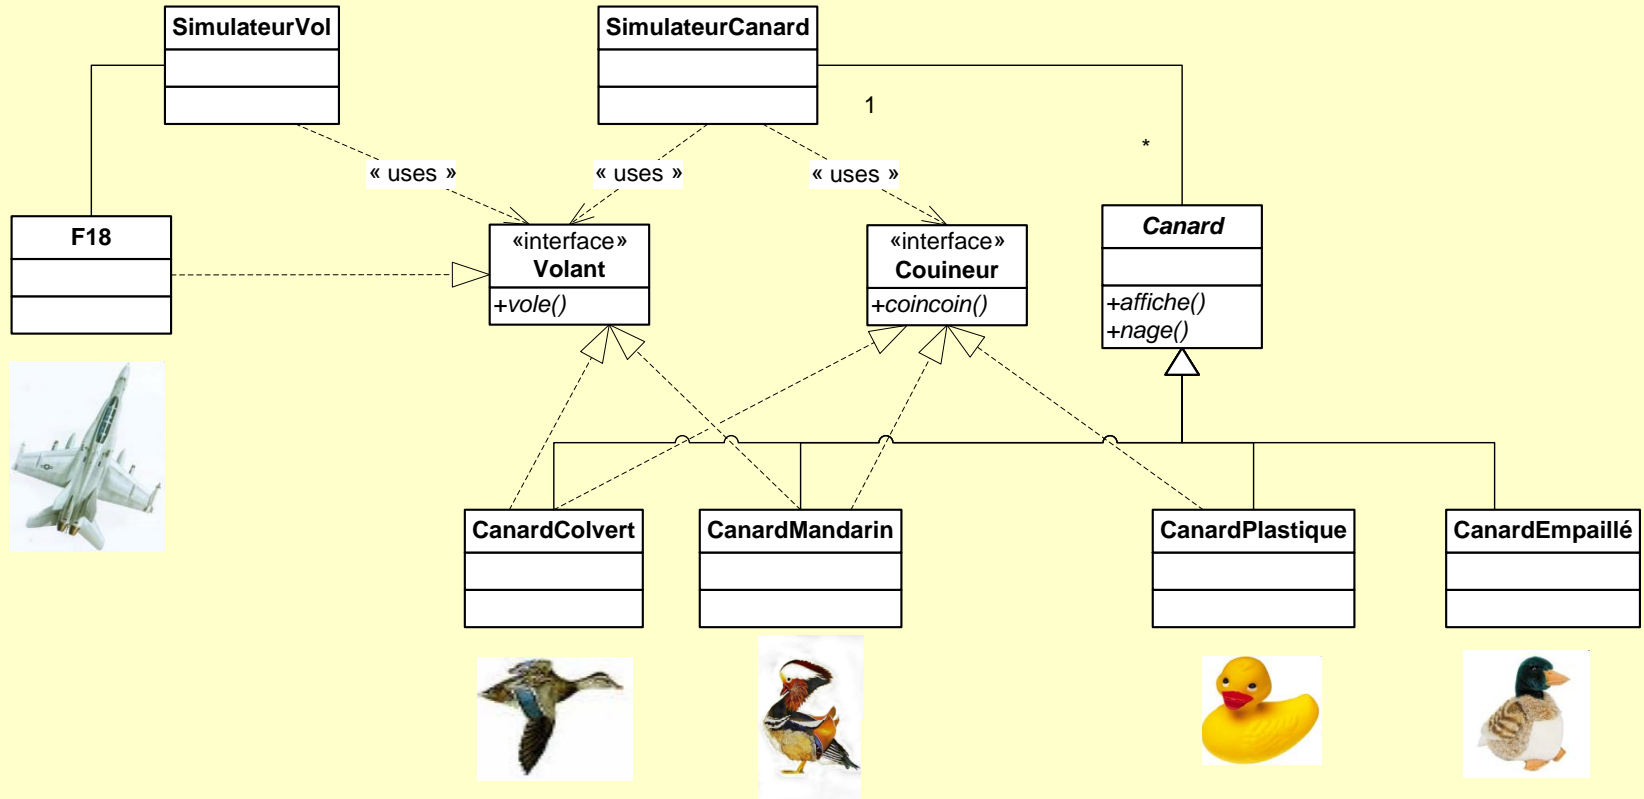 SimulateurVol
SimulateurCanard
1
*
« uses »
« uses »
« uses »
F18
«interface»
Volant
+vole()
«interface»
Couineur
+coincoin()
Canard
+affiche()
+nage()
CanardColvert
CanardMandarin
CanardPlastique
CanardEmpaillé